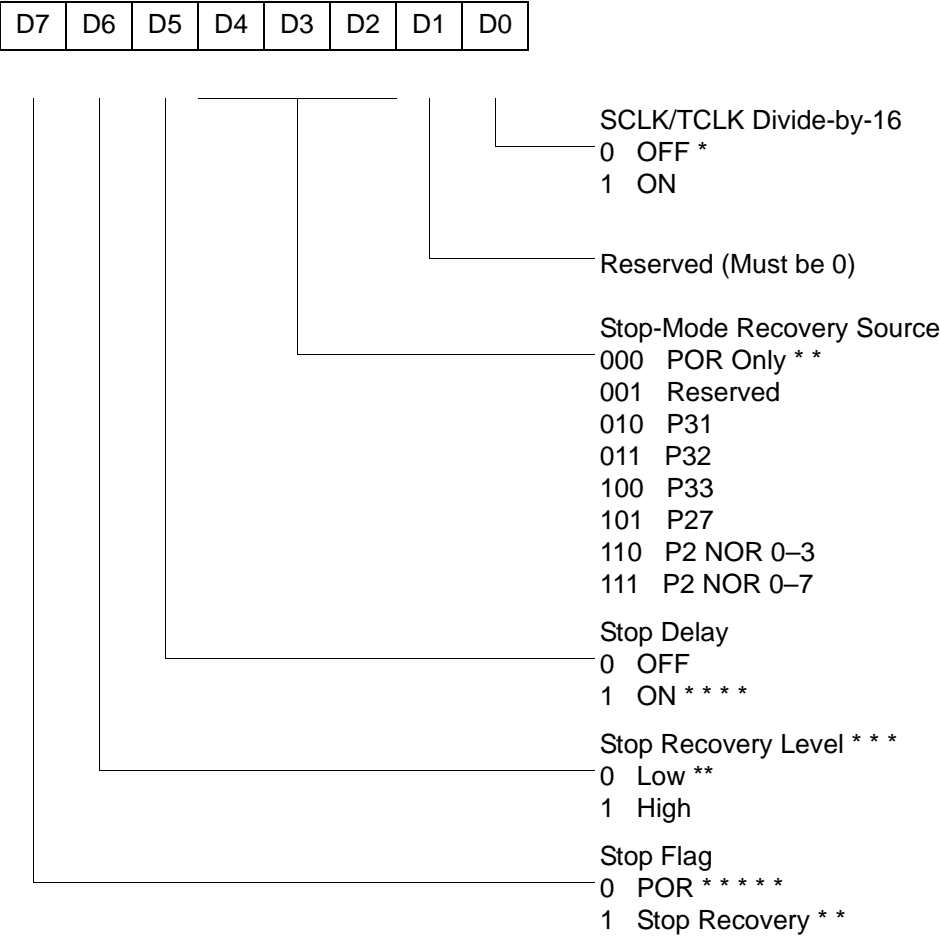 D7 D6 D5 D4 D3 D2 D1 D0
SCLK/TCLK Divide-by-16
0 OFF *
1 ON
Reserved (Must be 0)
Stop-Mode Recovery Source
000 POR Only * *
001 Reserved
010 P31
011 P32
100 P33
101 P27
110 P2 NOR 0–3
111 P2 NOR 0–7
Stop Delay
0 OFF
1 ON * * * *
Stop Recovery Level * * *
0 Low **
1 High
Stop Flag
0 POR * * * * *
1 Stop Recovery * *